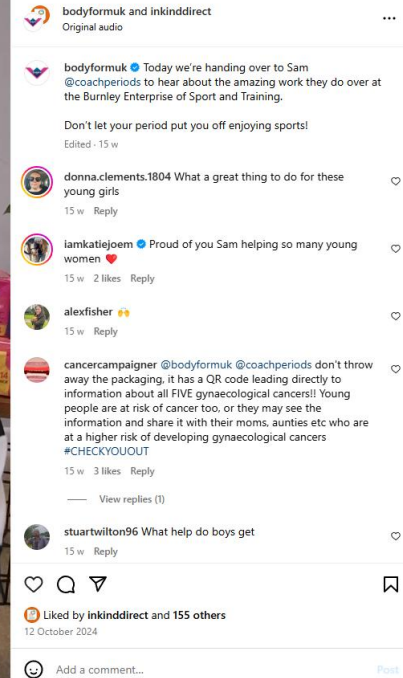 bodyformuk and inkinddirect
Original audio
bodyformuk Today we're handing over to Sam
@coachperiods to hear about the amazing work they do over at
the Burnley Enterprise of Sport and Training.
Don't let your period put you off enjoying sports!
Edited · 15 w
donna.clements.1804 What a great thing to do for these
young girls
15 w Reply
iamkatiejoem Proud of you Sam helping so many young
women ❤️
15 w 2 likes Reply
alexfisher 🙌
15 w Reply
cancercampaigner @bodyformuk @coachperiods don't throw
away the packaging, it has a QR code leading directly to
information about all FIVE gynaecological cancers!! Young
people are at risk of cancer too, or they may see the
information and share it with their moms, aunties etc who are
at a higher risk of developing gynaecological cancers
#CHECKYOUOUT
15 w 3 likes Reply
View replies (1)
stuartwilton96 What help do boys get
15 w Reply
Liked by inkinddirect and 155 others
12 October 2024
Add a comment...
Post